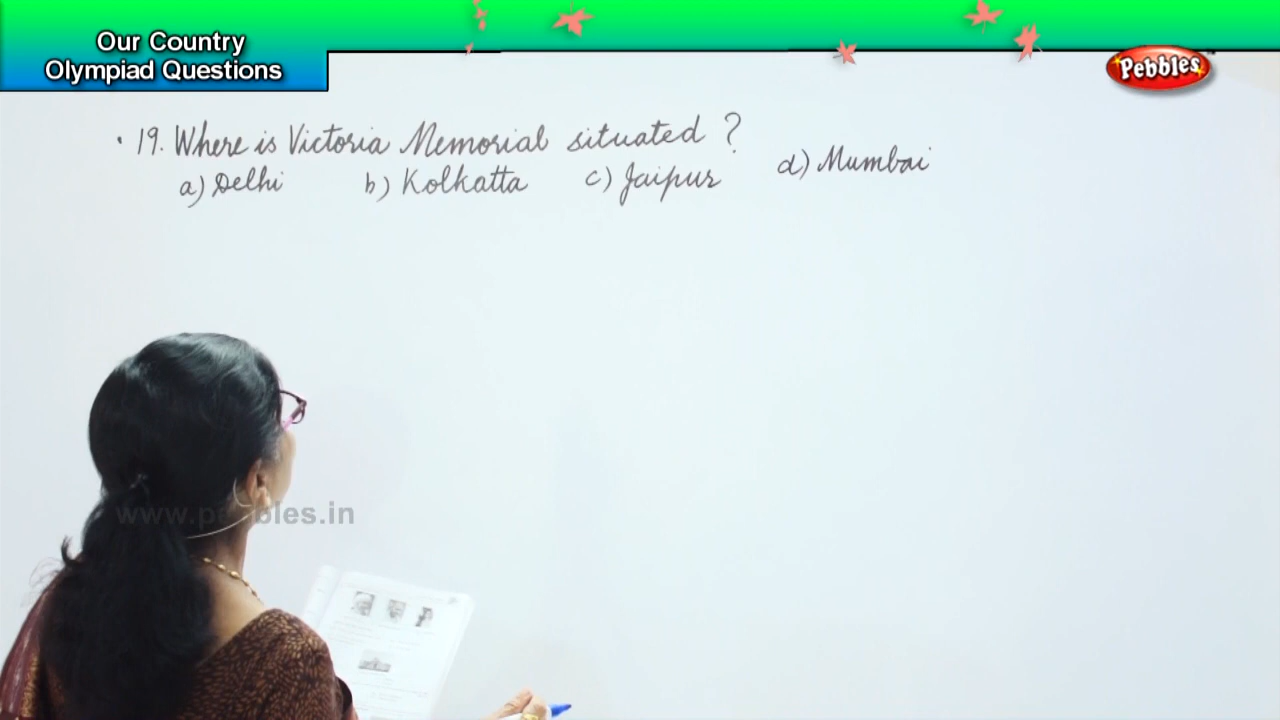 Our Country
Olympiad Questions
Pebbles
• 19. Where is Victoria Memorial situated ?
a) Delhi b) Kolkatta c) Jaipur d) Mumbai
www.pebbles.in